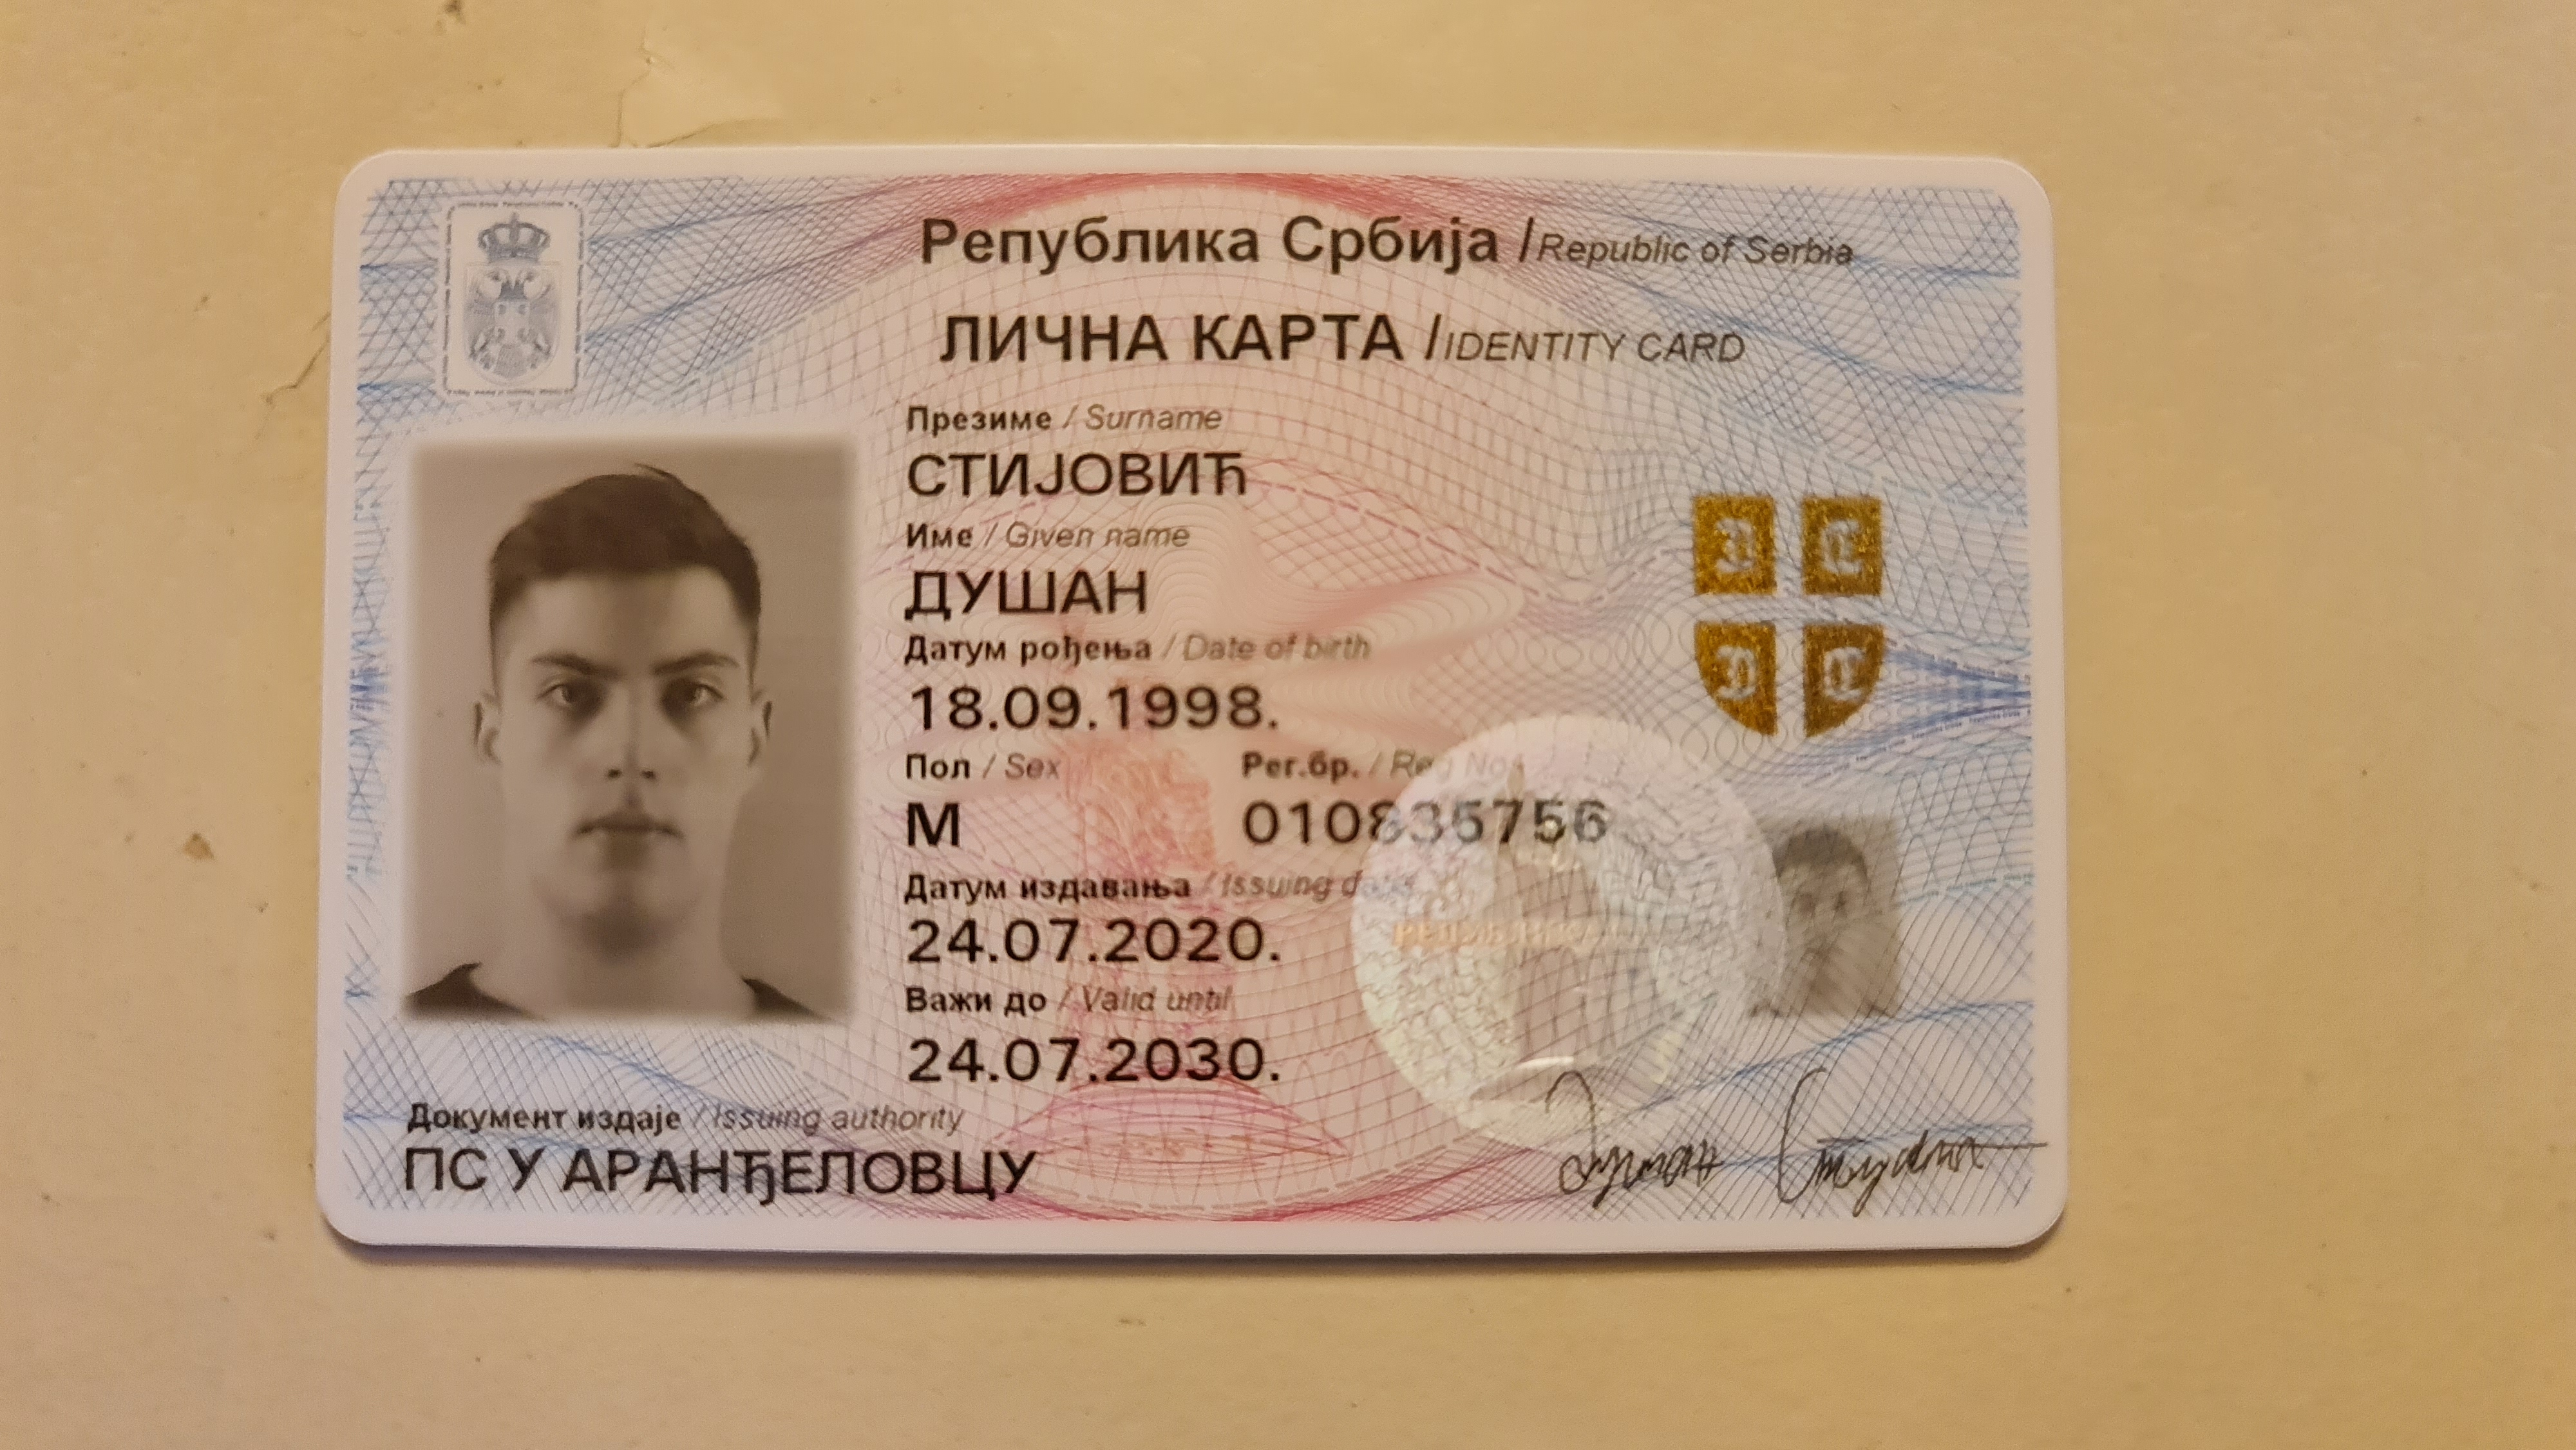 Република Србија / Republic of Serbia
ЛИЧНА КАРТА / IDENTITY CARD
Презиме / Surname
СТИЈОВИЋ
Име / Given name
ДУШАН
Датум рођења / Date of birth
18.09.1998.
Пол / Sex Рег.бр. / Reg No.
М 010835756
Датум издавања / Issuing date
24.07.2020.
Важи до / Valid until
24.07.2030.
Документ издаје / Issuing authority
ПС У АРАНЂЕЛОВЦУ